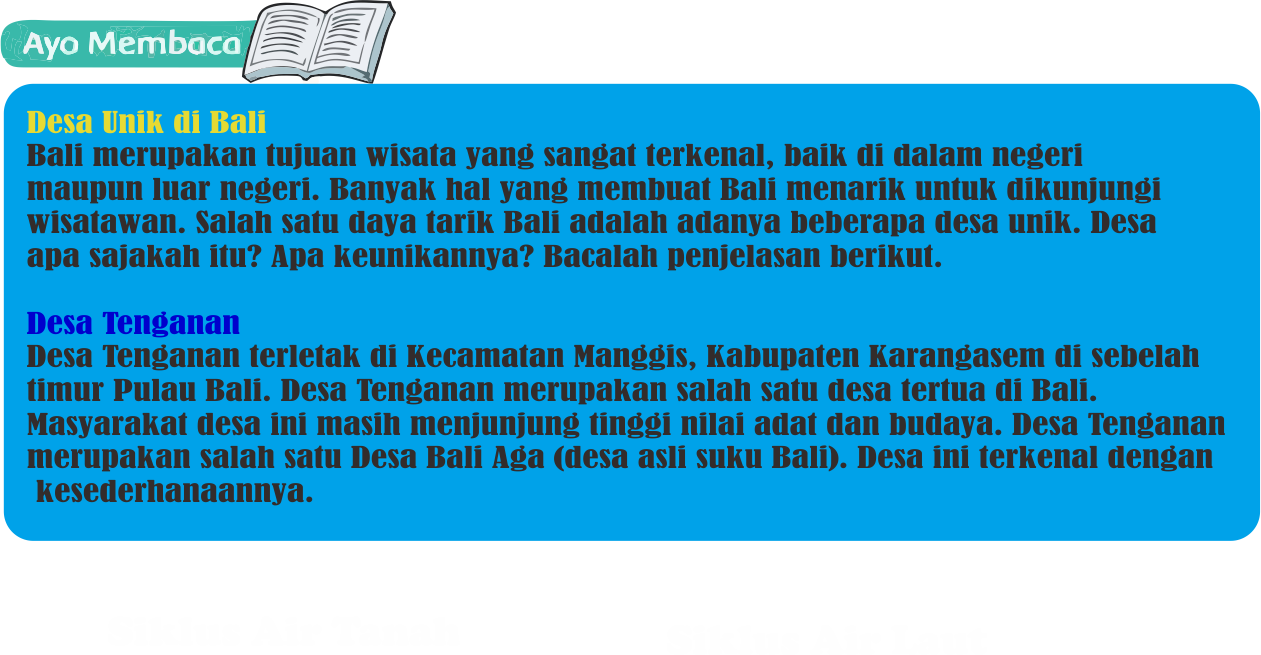 Ayo Membaca
Desa Unik di Bali
Bali merupakan tujuan wisata yang sangat terkenal, baik di dalam negeri
maupun luar negeri. Banyak hal yang membuat Bali menarik untuk dikunjungi
wisatawan. Salah satu daya tarik Bali adalah adanya beberapa desa unik. Desa
apa sajakah itu? Apa keunikannya? Bacalah penjelasan berikut.
Desa Tenganan
Desa Tenganan terletak di Kecamatan Manggis, Kabupaten Karangasem di sebelah
timur Pulau Bali. Desa Tenganan merupakan salah satu desa tertua di Bali.
Masyarakat desa ini masih menjunjung tinggi nilai adat dan budaya. Desa Tenganan
merupakan salah satu Desa Bali Aga (desa asli suku Bali). Desa ini terkenal dengan
kesederhanaannya.